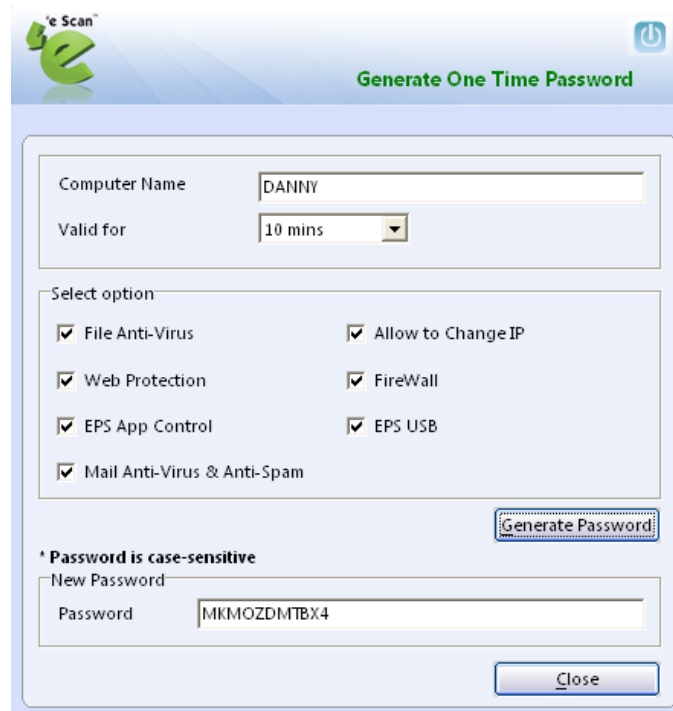 'e Scan™
Generate One Time Password
Computer Name DANNY
Valid for 10 mins
Select option
File Anti-Virus Allow to Change IP
Web Protection FireWall
EPS App Control EPS USB
Mail Anti-Virus & Anti-Spam
Generate Password
* Password is case-sensitive
New Password
Password MKMOZDMTBX4
Close